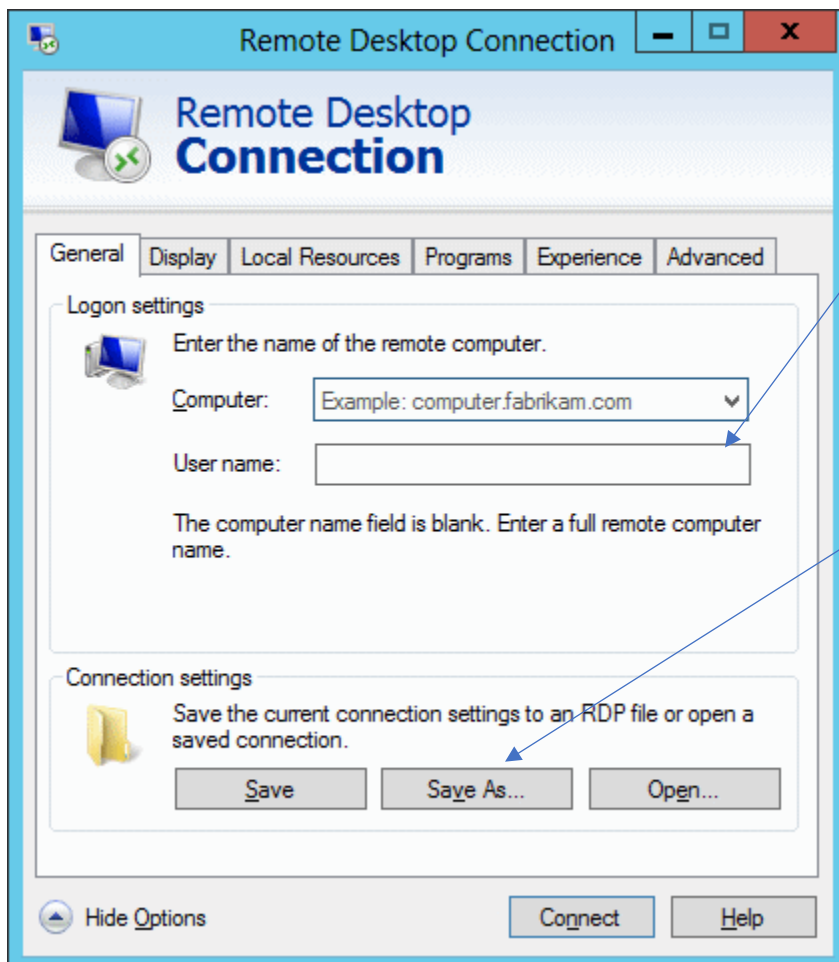 Remote Desktop Connection
x
Remote Desktop
Connection
General Display Local Resources Programs Experience Advanced
Logon settings
Enter the name of the remote computer.
Computer: Example: computer.fabrikam.com
User name:
The computer name field is blank. Enter a full remote computer
name.
Connection settings
Save the current connection settings to an RDP file or open a
saved connection.
Save Save As... Open...
Hide Options Connect Help